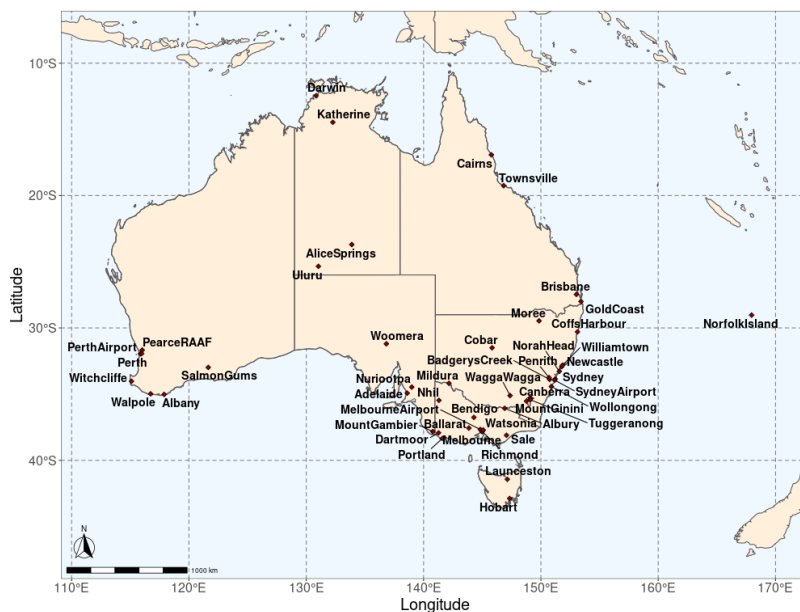 Darwin
10°S
Katherine
Cairns
Townsville
20°S
AliceSprings
Uluru
Brisbane
GoldCoast
Moree
CoffsHarbour
NorfolkIsland
30°S
Woomera
Cobar
NorahHead
Williamtown
PerthAirport
PearceRAAF
Perth
BadgerysCreek
Penrith
Newcastle
Witchcliffe
SalmonGums
Nuriootpa
Mildura
WaggaWagga
Sydney
Walpole
Albany
Adelaide
Nhil
Canberra
SydneyAirport
MelbourneAirport
Bendigo
MountGinini
Wollongong
MountGambier
Ballarat
Watsonia
Albury
Tuggeranong
Dartmoor
Melbourne
Sale
Portland
Richmond
40°S
Launceston
Hobart
N
1000 km
110°E
120°E
130°E
140°E
150°E
160°E
170°E
Longitude
Latitude